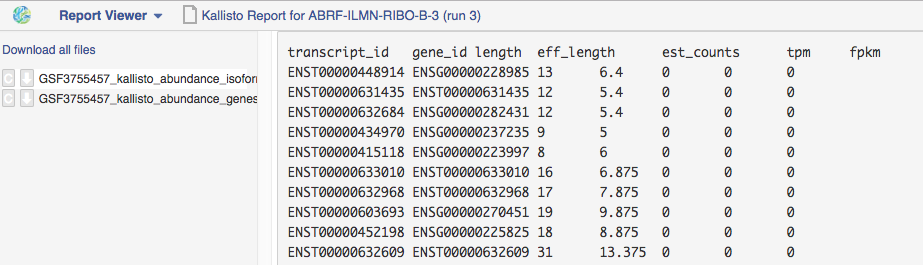 Report Viewer Kallisto Report for ABRF-ILMN-RIBO-B-3 (run 3)
Download all files
C GSF3755457_kallisto_abundance_isofor
C GSF3755457_kallisto_abundance_genes
transcript_id gene_id length eff_length est_counts tpm fpkm
ENST00000448914 ENSG00000228985 13 6.4 0 0 0
ENST00000631435 ENST00000631435 12 5.4 0 0 0
ENST00000632684 ENSG00000282431 12 5.4 0 0 0
ENST00000434970 ENSG00000237235 9 5 0 0 0
ENST00000415118 ENSG00000223997 8 6 0 0 0
ENST00000633010 ENST00000633010 16 6.875 0 0 0
ENST00000632968 ENST00000632968 17 7.875 0 0 0
ENST00000603693 ENSG00000270451 19 9.875 0 0 0
ENST00000452198 ENSG00000225825 18 8.875 0 0 0
ENST00000632609 ENST00000632609 31 13.375 0 0 0